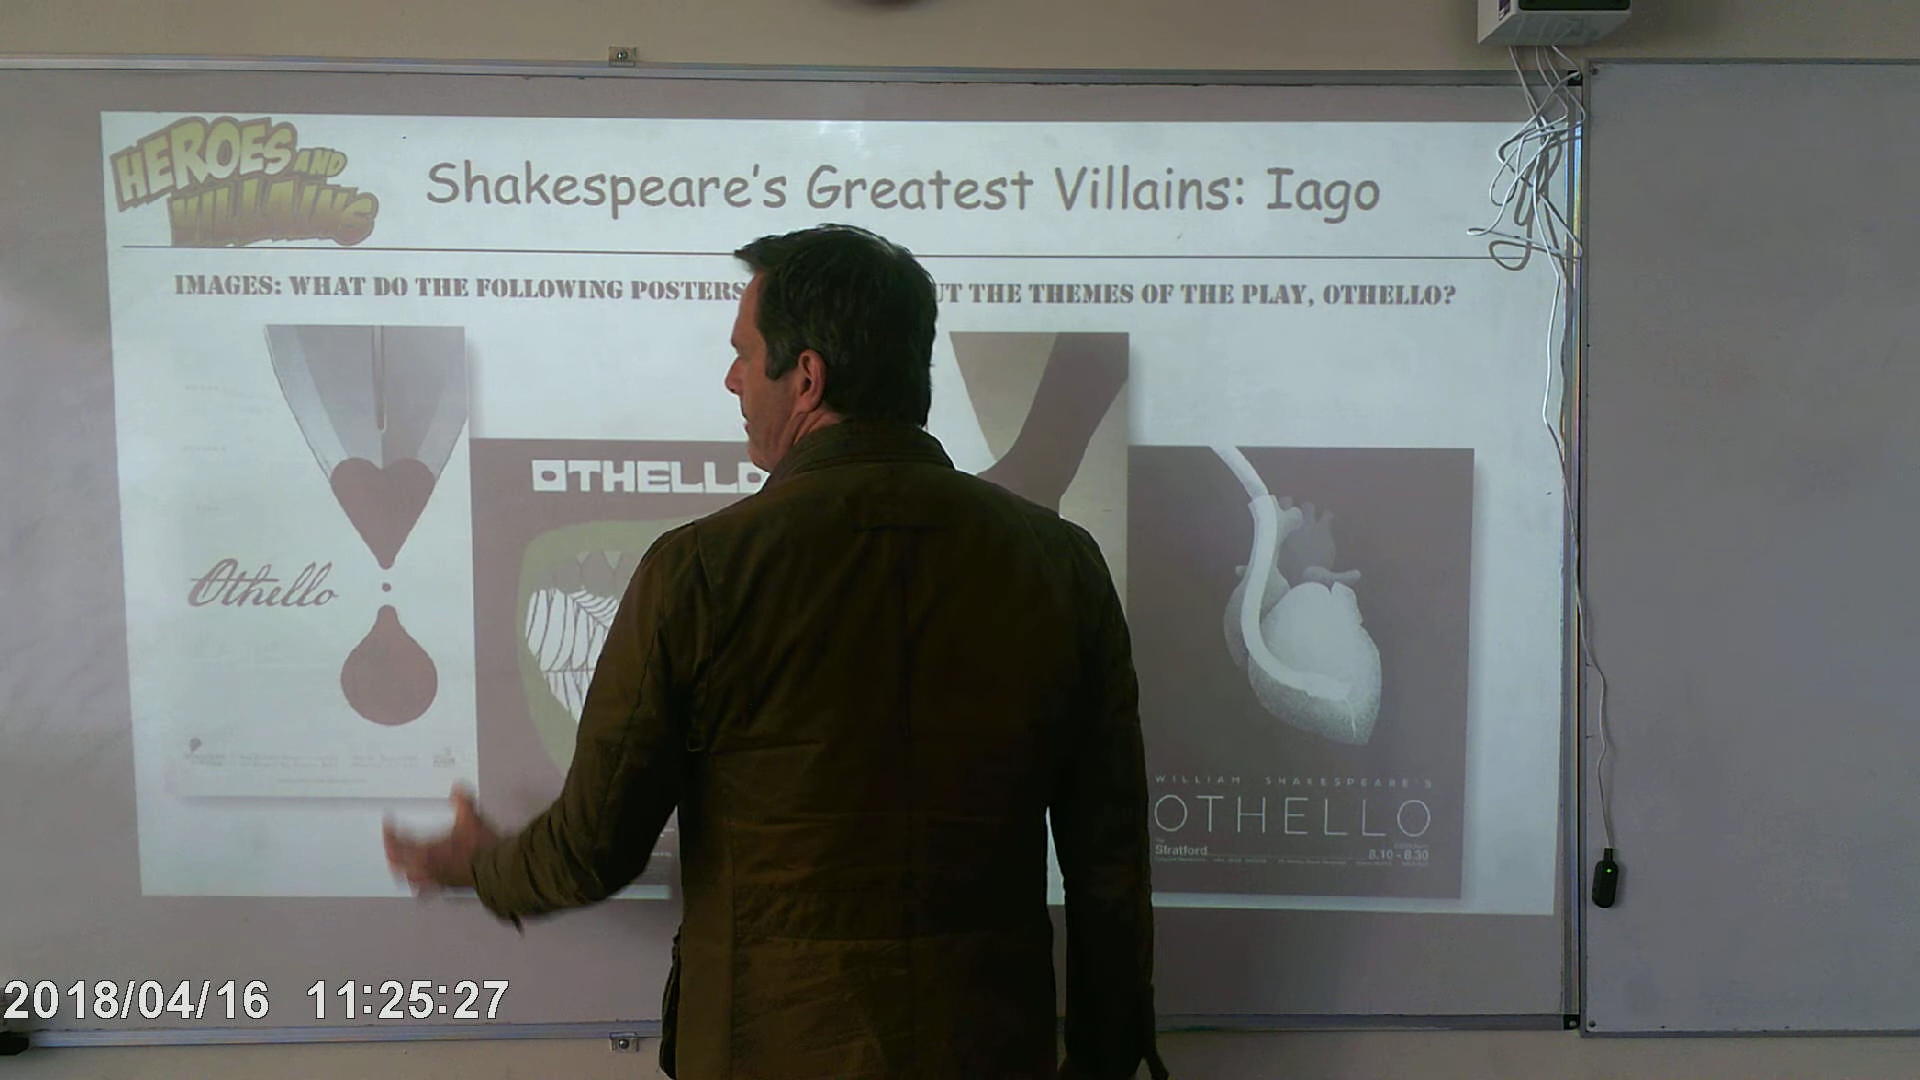 HEROES AND
VILLAINS
Shakespeare's Greatest Villains: Iago
IMAGES: WHAT DO THE FOLLOWING POSTERS UT THE THEMES OF THE PLAY, OTHELLO?
Othello
OTHELLO
WILLIAM SHAKESPEARE'S
OTHELLO
Stratford
8.10 - 8.30
2018/04/16 11:25:27